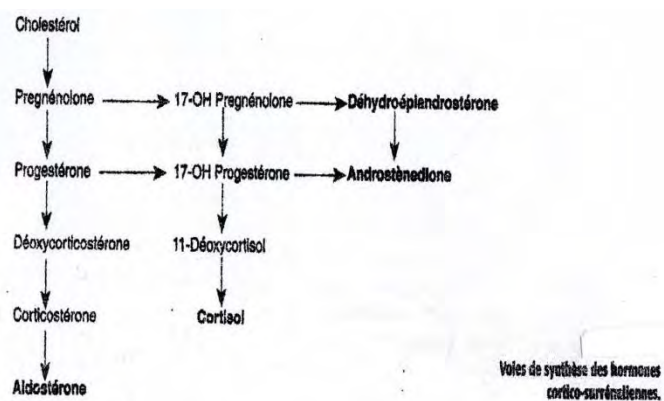 Cholestérol
Pregnénolone 17-OH Pregnénolone Déhydroéplandrostérone
Progestérone 17-OH Progestérone Androstènedione
Déoxycorticostérone 11-Déoxycortisol
Corticostérone Cortisol
Aldostérone
Voies de synthèse des hormones
cortico-surrénaliennes.